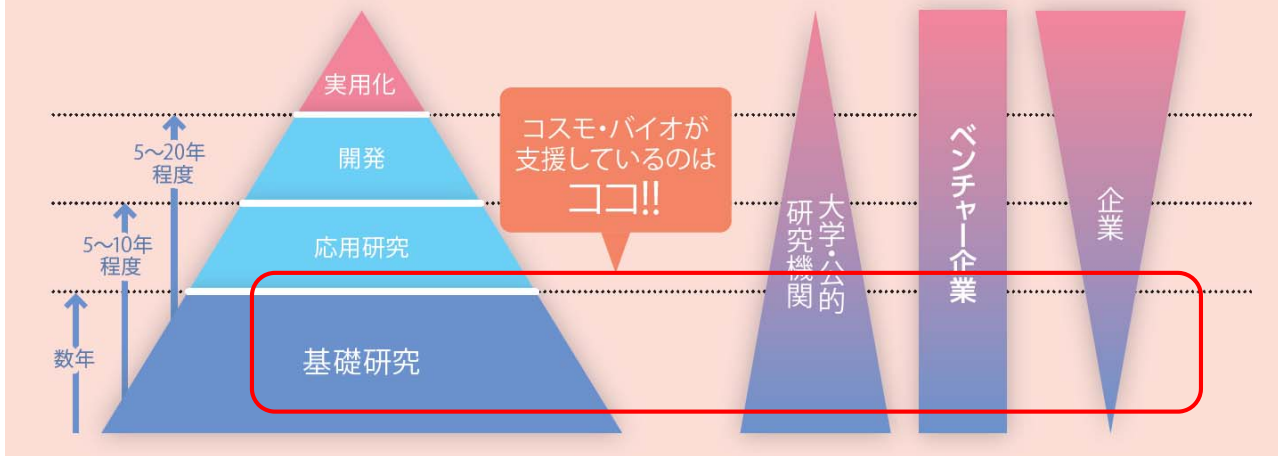 実用化
コスモ・バイオが
支援しているのは
ココ!!
5〜20年
程度
開発
5〜10年
程度
応用研究
数年
基礎研究
大学・公的
研究機関
ベンチャー企業
企業